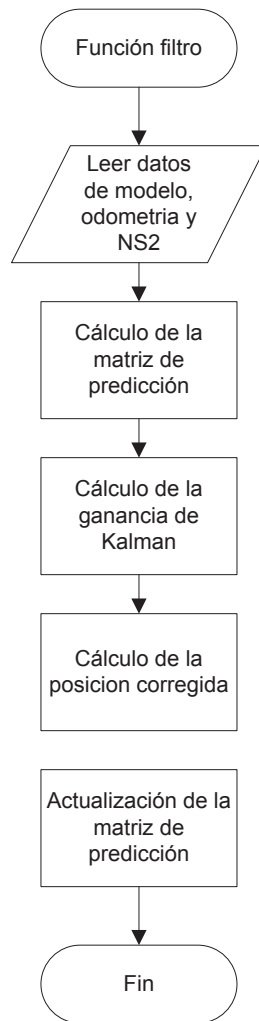 Función filtro
Leer datos
de modelo,
odometria y
NS2
Cálculo de la
matriz de
predicción
Cálculo de la
ganancia de
Kalman
Cálculo de la
posicion corregida
Actualización de la
matriz de
predicción
Fin